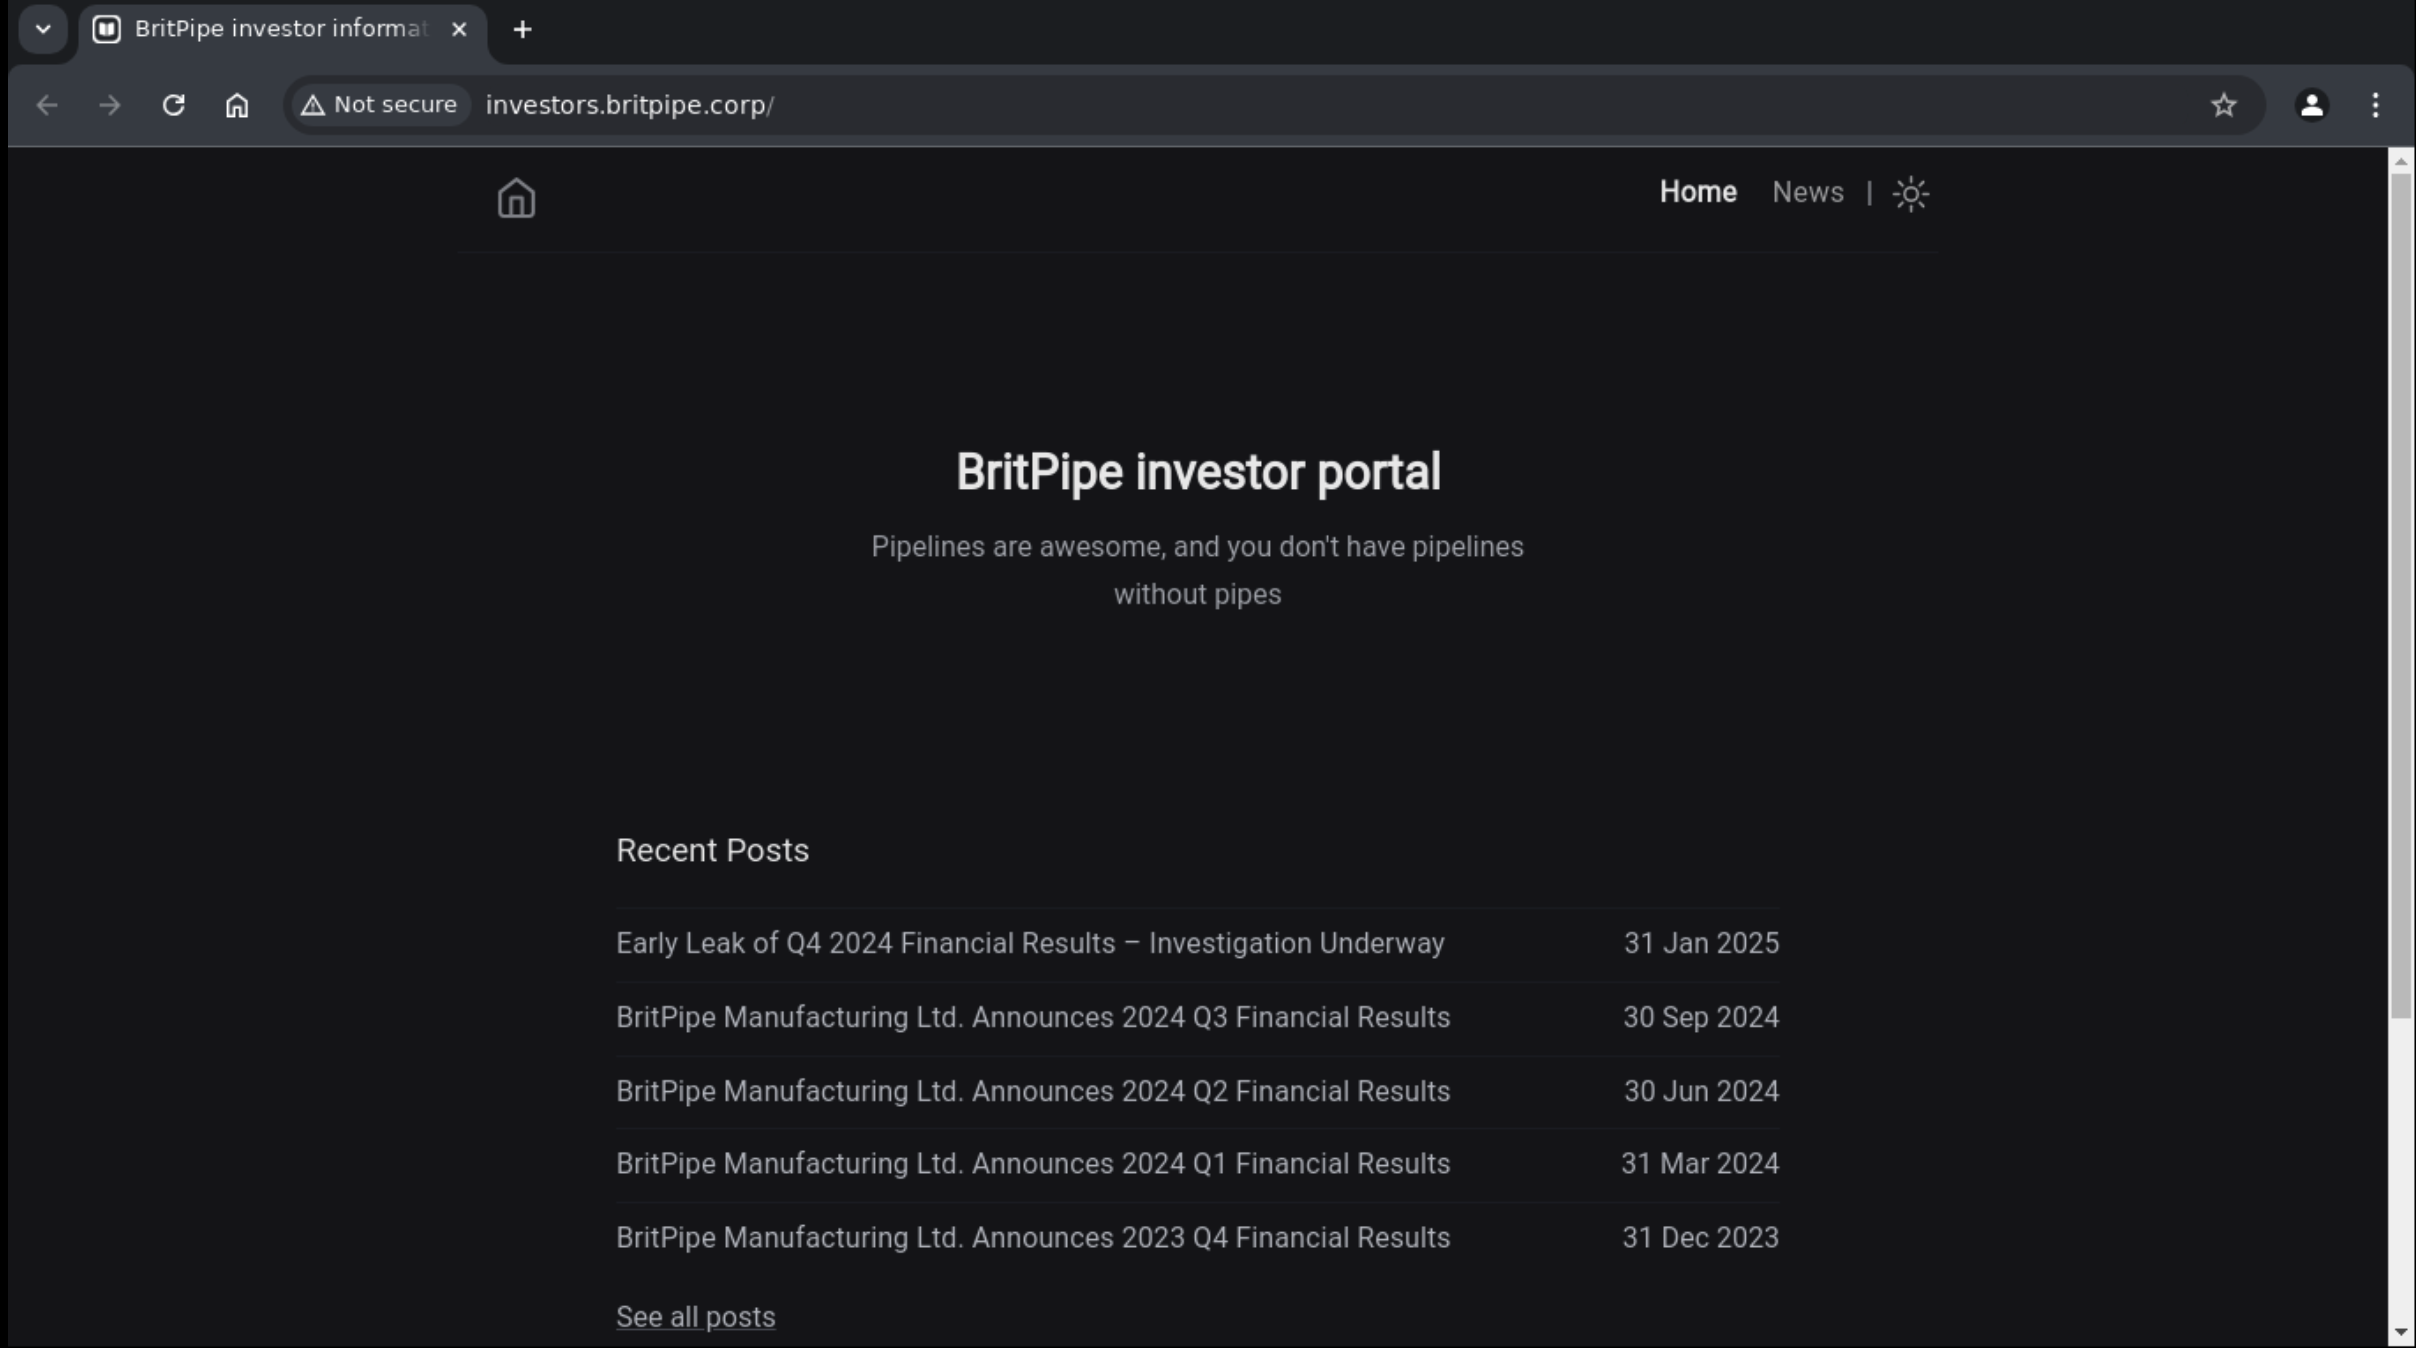 BritPipe investor informat
Not secure investors.britpipe.corp/
Home News |
BritPipe investor portal
Pipelines are awesome, and you don't have pipelines
without pipes
Recent Posts
Early Leak of Q4 2024 Financial Results – Investigation Underway 31 Jan 2025
BritPipe Manufacturing Ltd. Announces 2024 Q3 Financial Results 30 Sep 2024
BritPipe Manufacturing Ltd. Announces 2024 Q2 Financial Results 30 Jun 2024
BritPipe Manufacturing Ltd. Announces 2024 Q1 Financial Results 31 Mar 2024
BritPipe Manufacturing Ltd. Announces 2023 Q4 Financial Results 31 Dec 2023
See all posts